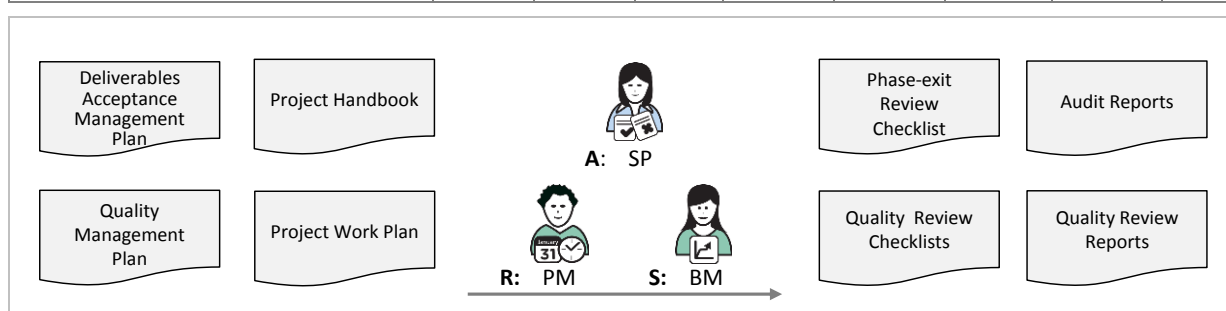 Deliverables
Acceptance
Management
Plan
Project Handbook
Phase-exit
Review
Checklist
Audit Reports
A: SP
Quality
Management
Plan
Project Work Plan
January
31
Quality Review
Checklists
Quality Review
Reports
R: PM
S: BM